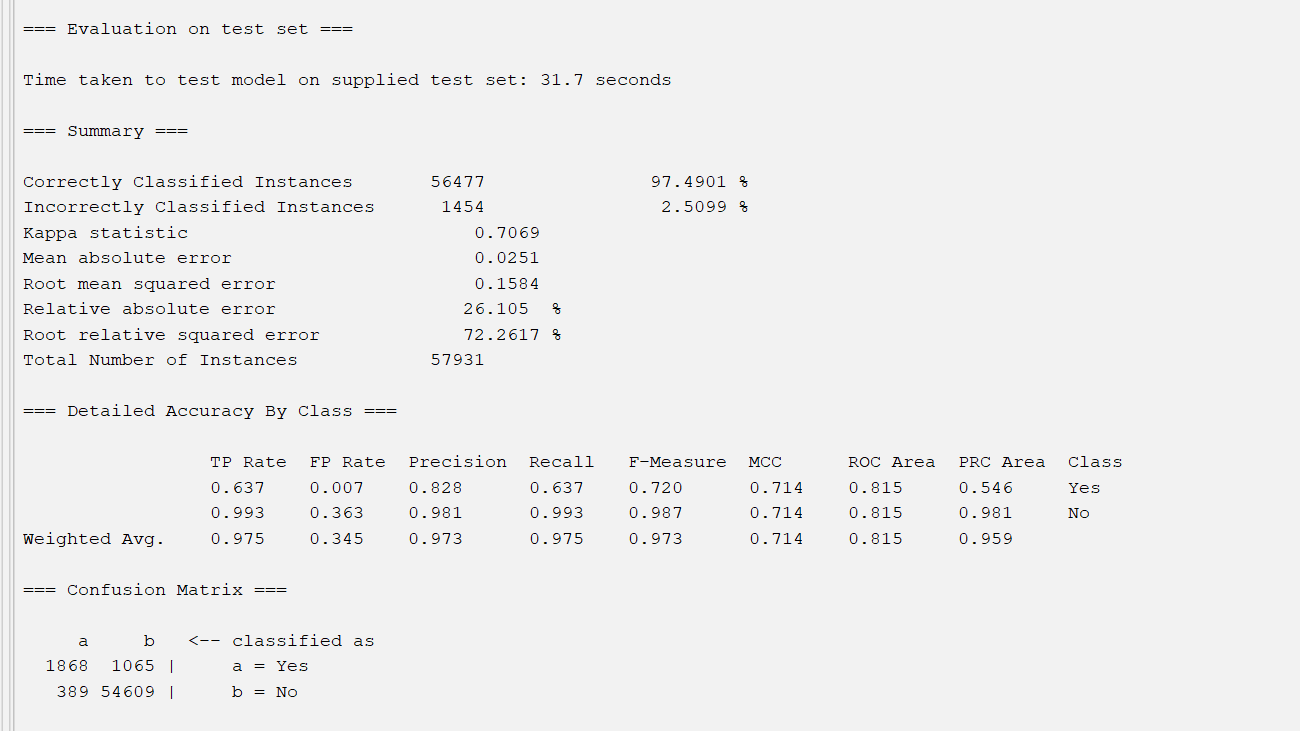 === Evaluation on test set ===
Time taken to test model on supplied test set: 31.7 seconds
=== Summary ===
Correctly Classified Instances 56477 97.4901 %
Incorrectly Classified Instances 1454 2.5099 %
Kappa statistic 0.7069
Mean absolute error 0.0251
Root mean squared error 0.1584
Relative absolute error 26.105 %
Root relative squared error 72.2617 %
Total Number of Instances 57931
=== Detailed Accuracy By Class ===
TP Rate FP Rate Precision Recall F-Measure MCC ROC Area PRC Area Class
0.637 0.007 0.828 0.637 0.720 0.714 0.815 0.546 Yes
0.993 0.363 0.981 0.993 0.987 0.714 0.815 0.981 No
Weighted Avg. 0.975 0.345 0.973 0.975 0.973 0.714 0.815 0.959
=== Confusion Matrix ===
a b <-- classified as
1868 1065 | a = Yes
389 54609 | b = No